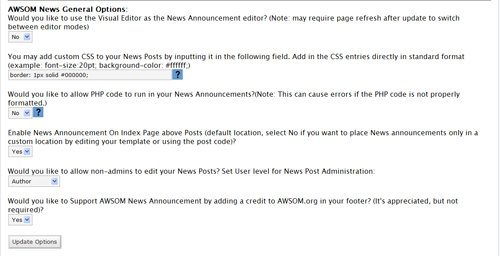 AWSOM News General Options:
Would you like to use the Visual Editor as the News Announcement editor? (Note: may require page refresh after update to switch
between editor modes)
No
You may add custom CSS to your News Posts by inputting it in the following field. Add in the CSS entries directly in standard format
(example: font-size:20pt; background-color: #ffffff;)
border: 1px solid #000000;
?
Would you like to allow PHP code to run in your News Announcements?(Note: This can cause errors if the PHP code is not properly
formatted.)
No
?
Enable News Announcement On Index Page above Posts (default location, select No if you want to place News announcements only in a
custom location by editing your template or using the post code)?
Yes
Would you like to allow non-admins to edit your News Posts? Set User level for News Post Administration:
Author
Would you like to Support AWSOM News Announcement by adding a credit to AWSOM.org in your footer? (It's appreciated, but not
required)?
Yes
Update Options